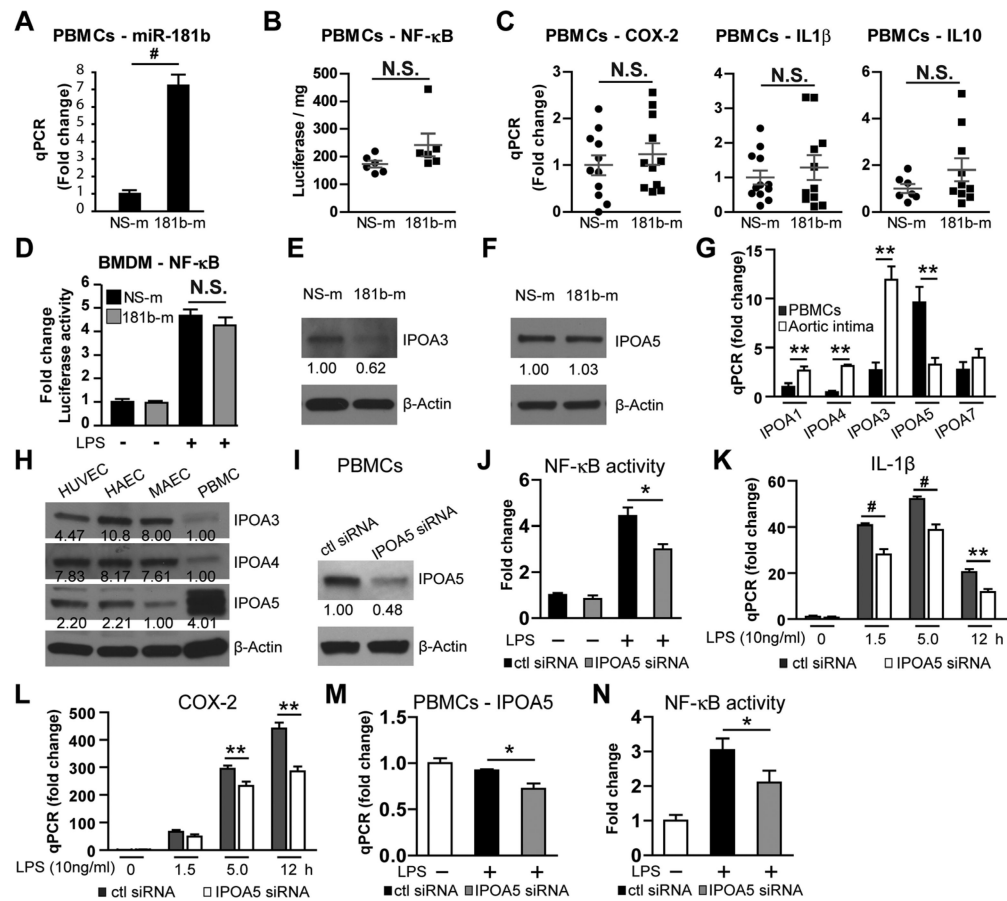 A
PBMCs - miR-181b
#
qPCR
(Fold change)
8
7
6
5
4
3
2
1
0
NS-m 181b-m
B
PBMCs - NF-κB
N.S.
Luciferase / mg
500
400
300
200
100
0
NS-m 181b-m
C
PBMCs - COX-2
N.S.
qPCR
(Fold change)
4
3
2
1
0
NS-m 181b-m
PBMCs - IL1β
N.S.
4
3
2
1
0
NS-m 181b-m
PBMCs - IL10
N.S.
6
4
2
0
NS-m 181b-m
D
BMDM - NF-κB
NS-m
181b-m
N.S.
Fold change
Luciferase activity
6
5
4
3
2
1
0
LPS - - + +
E
NS-m 181b-m
IPOA3
1.00 0.62
β-Actin
F
NS-m 181b-m
IPOA5
1.00 1.03
β-Actin
G
qPCR (fold change)
15
10
5
0
PBMCs
Aortic intima
** ** ** **
IPOA1 IPOA4 IPOA3 IPOA5 IPOA7
H
HUVEC HAEC MAEC PBMC
IPOA3
4.47 10.8 8.00 1.00
IPOA4
7.83 8.17 7.61 1.00
IPOA5
2.20 2.21 1.00 4.01
β-Actin
I
PBMCs
ctl siRNA IPOA5 siRNA
IPOA5
1.00 0.48
β-Actin
J
NF-κB activity
*
Fold change
6
4
2
0
LPS − − + +
ctl siRNA IPOA5 siRNA
K
IL-1β
# # **
qPCR (fold change)
60
40
20
0
LPS (10ng/ml) 0 1.5 5.0 12 h
ctl siRNA IPOA5 siRNA
L
COX-2
** **
qPCR (fold change)
500
400
300
200
100
0
LPS (10ng/ml) 0 1.5 5.0 12 h
ctl siRNA IPOA5 siRNA
M
PBMCs - IPOA5
*
qPCR (fold change)
1.5
1.0
0.5
0.0
LPS − + +
ctl siRNA IPOA5 siRNA
N
NF-κB activity
*
Fold change
4
3
2
1
0
LPS − + +
ctl siRNA IPOA5 siRNA